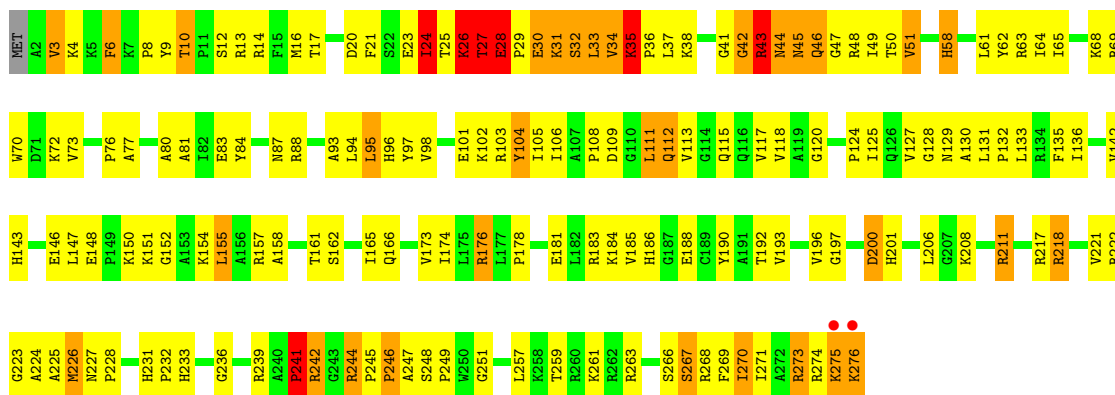 MET A2 V3 K4 K5 F6 K7 P8 Y9 T10 P11 S12 R13 R14 F15 M16 T17 D20 F21 S22 E23 I24 T25 K26 T27 E28 P29 E30 K31 S32 L33 V34 K35 P36 L37 K38 G41 G42 R43 N44 N45 Q46 G47 R48 I49 T50 V51 H58 L61 Y62 R63 I64 I65 K68
W70 D71 K72 V73 P76 A77 A80 A81 I82 E83 Y84 N87 R88 A93 L94 L95 H96 Y97 V98 E101 K102 R103 Y104 I105 I106 A107 P108 D109 G110 L111 Q112 V113 G114 Q115 Q116 V117 V118 A119 G120 P124 I125 Q126 V127 G128 N129 A130 L131 P132 L133 R134 F135 I136
H143 E146 L147 E148 P149 K150 K151 G152 A153 K154 L155 A156 R157 A158 T161 S162 I165 Q166 V173 I174 L175 R176 L177 P178 E181 L182 R183 K184 V185 H186 G187 E188 C189 Y190 A191 T192 V193 V196 G197 D200 H201 L206 G207 K208 R211 R217 R218 V221
G223 A224 A225 M226 N227 P228 H231 P232 H233 G236 R239 A240 P241 R242 G243 R244 P245 P246 A247 S248 P249 W250 G251 L257 K258 T259 R260 K261 R262 R263 S266 S267 R268 F269 I270 I271 A272 R273 R274 K275 K276